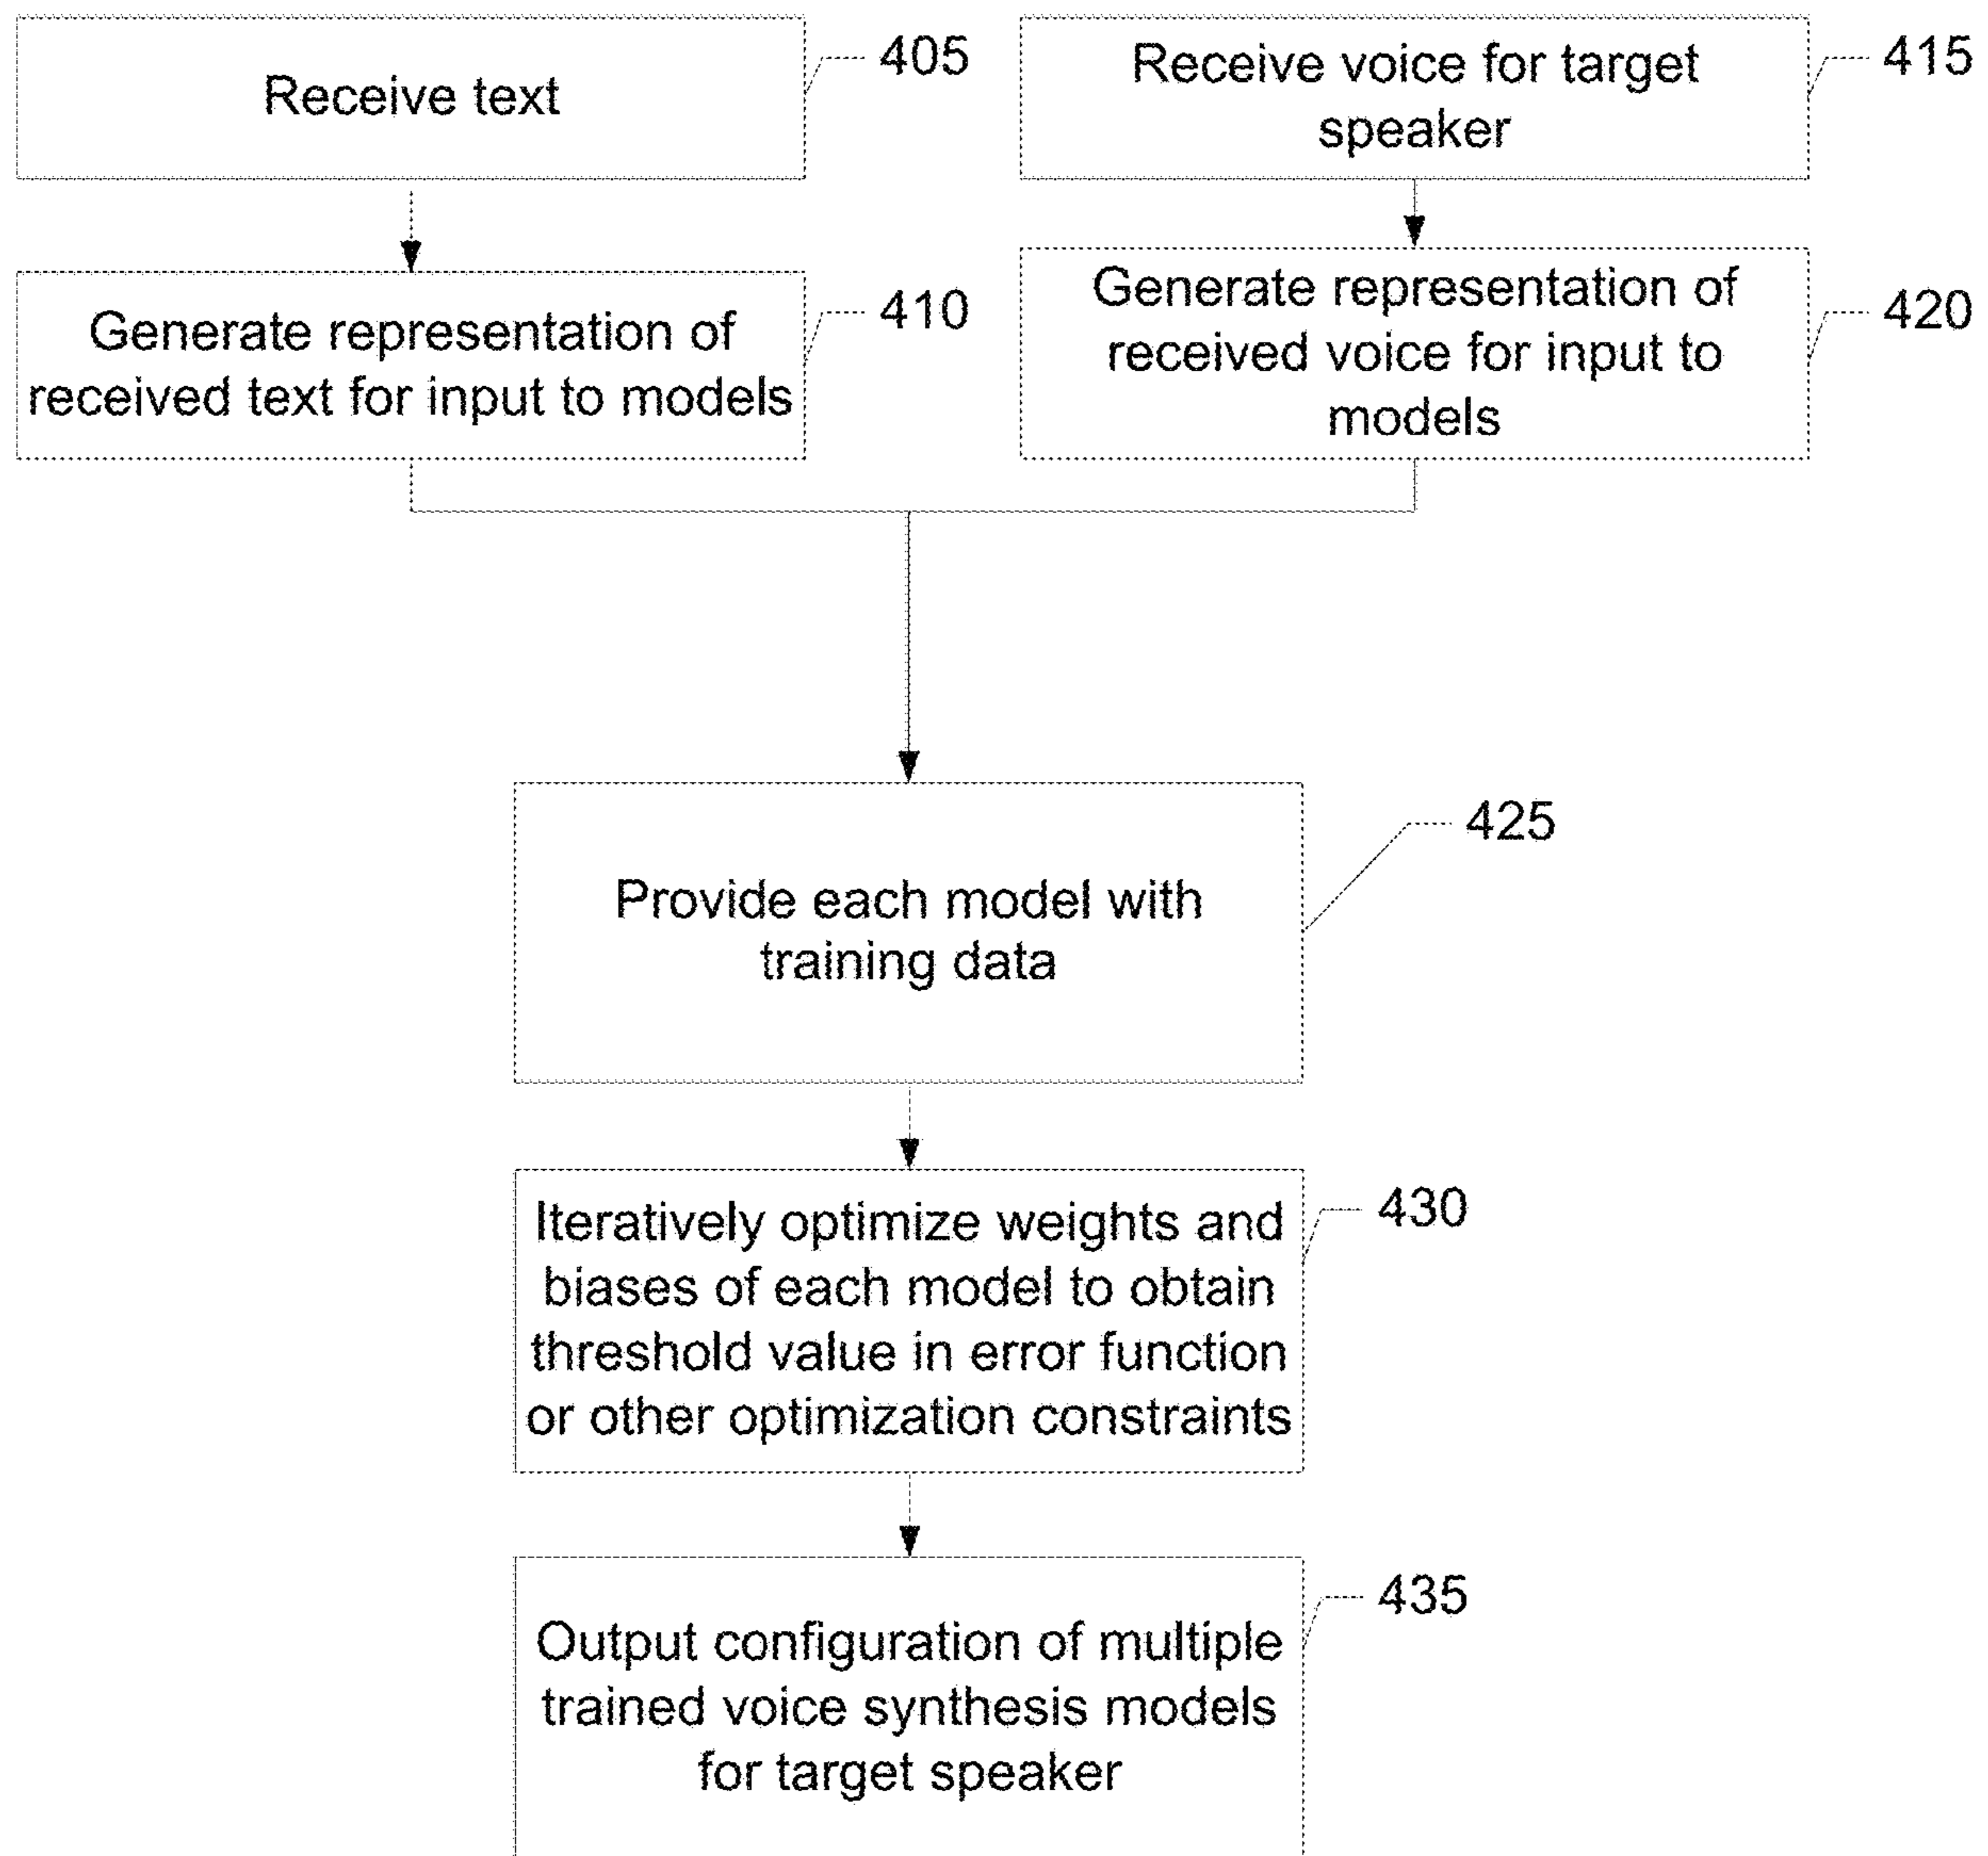 Receive text
405
Receive voice for target
speaker
415
Generate representation of
received text for input to models
410
Generate representation of
received voice for input to
models
420
Provide each model with
training data
425
Iteratively optimize weights and
biases of each model to obtain
threshold value in error function
or other optimization constraints
430
Output configuration of multiple
trained voice synthesis models
for target speaker
435